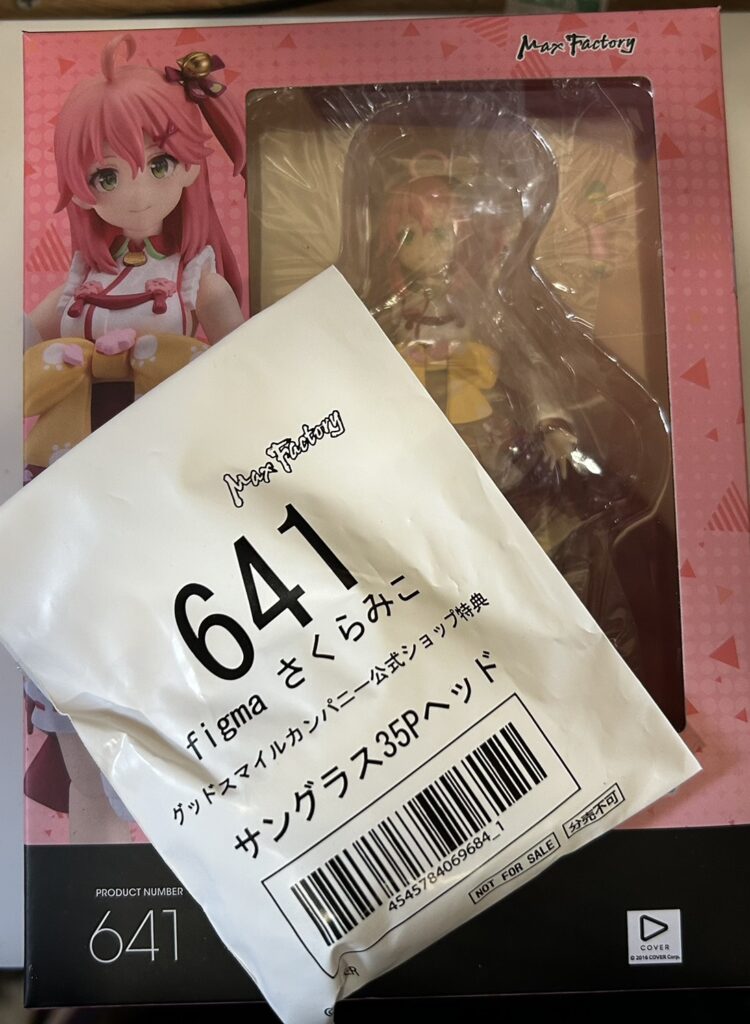 Max Factory
Max Factory
641
figma さくらみこ
グッドスマイルカンパニー公式ショップ特典
サングラス35Pヘッド
4545784069684_1
NOT FOR SALE
分売不可
PRODUCT NUMBER
641
COVER
© 2016 COVER Corp.